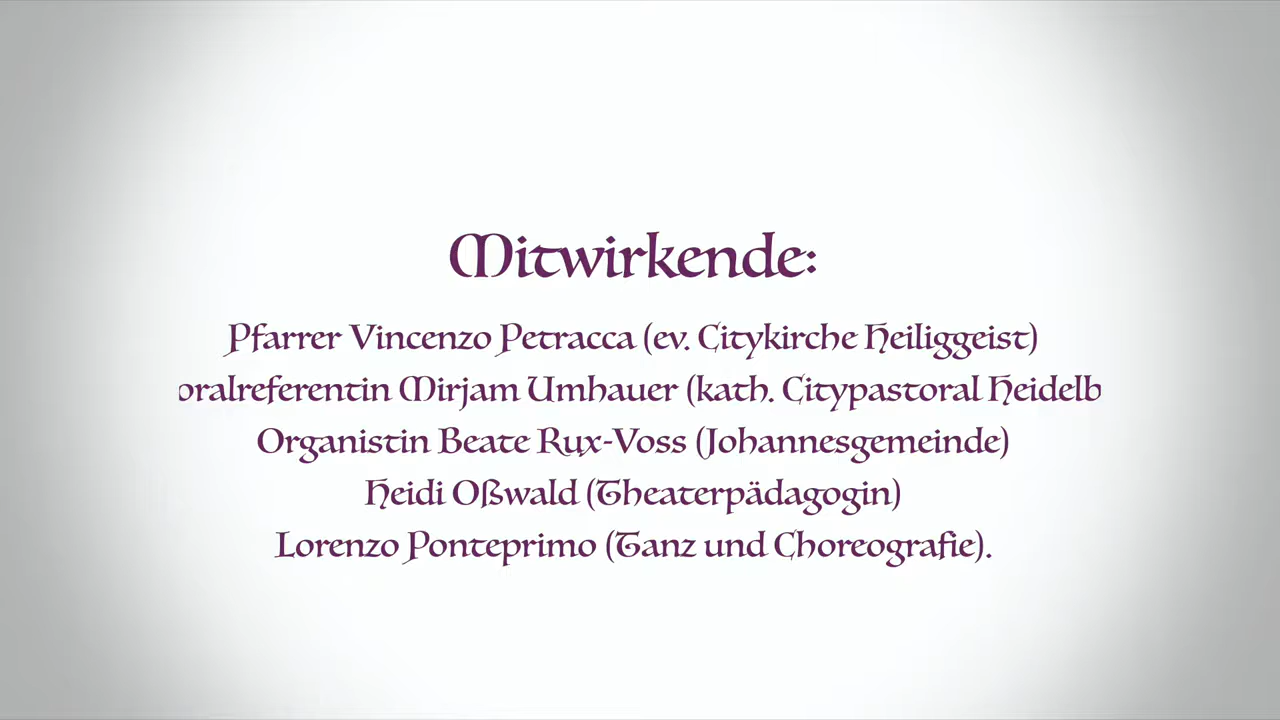 Mitwirkende:
Pfarrer Vincenzo Petracca (ev. Citykirche Heiliggeist)
oralreferentin Mirjam Umhauer (kath. Citypastoral Heidelb
Organistin Beate Rux-Voss (Johannesgemeinde)
Heidi Oßwald (Theaterpädagogin)
Lorenzo Ponteprimo (Tanz und Choreografie).